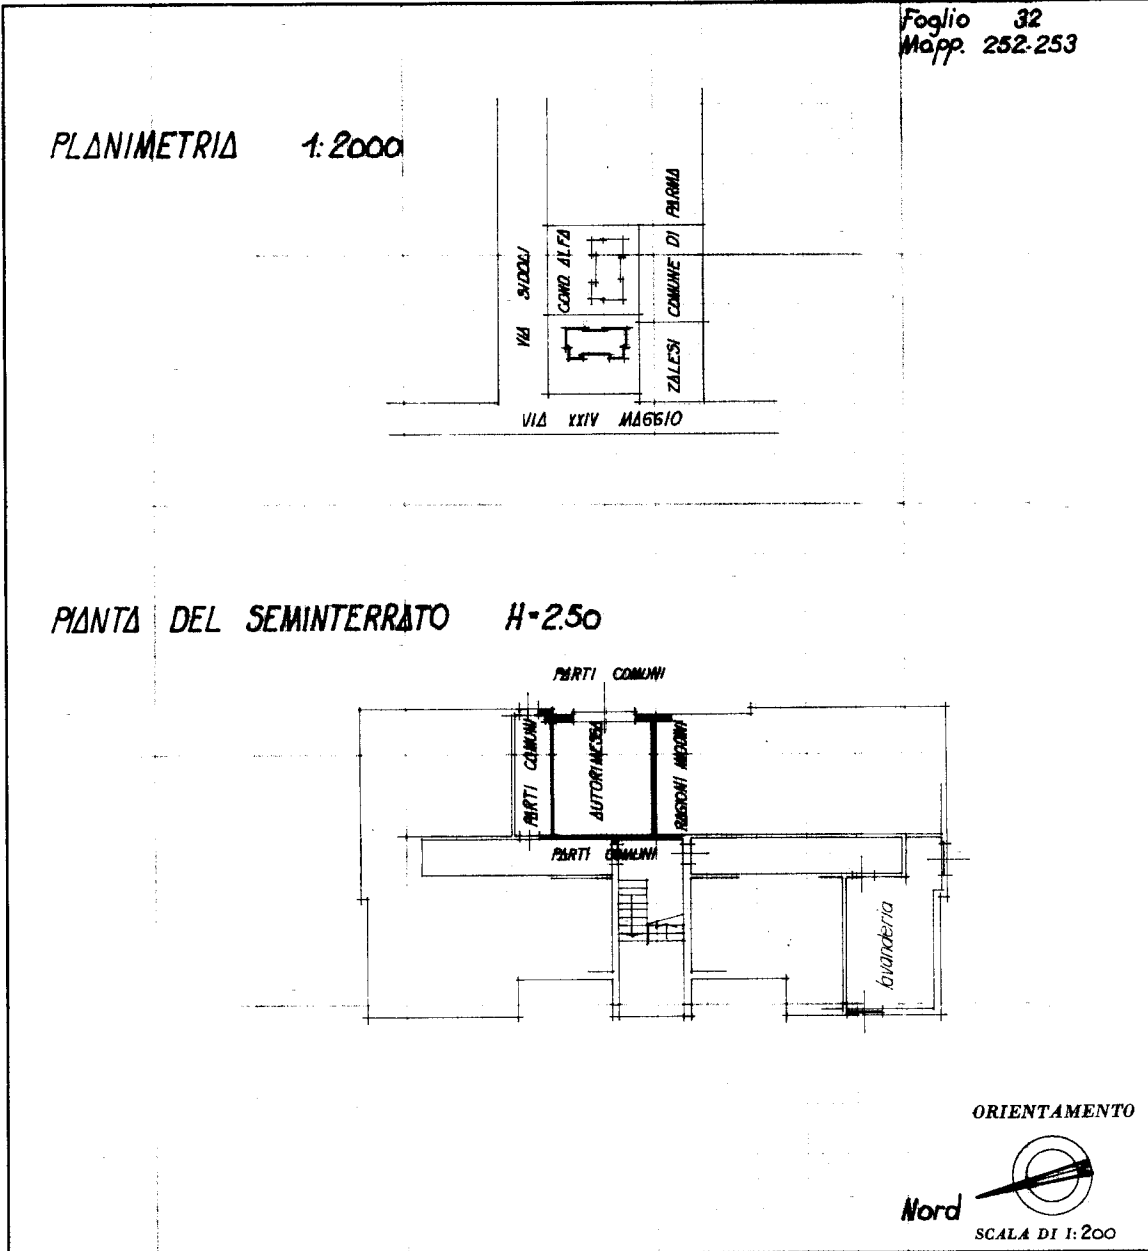 Foglio 32
Mapp. 252-253
PLANIMETRIA 1:2000
VIA SIDOLI
COND. ALFA
COMUNE DI PARMA
ZALESI
VIA XXIV MAGGIO
PIANTA DEL SEMINTERRATO H=2.50
PARTI COMUNI
PARTI COMUNI
AUTORIMESSA
RAGIONI
PARTI COMUNI
lavanderia
ORIENTAMENTO
Nord
SCALA DI 1:200